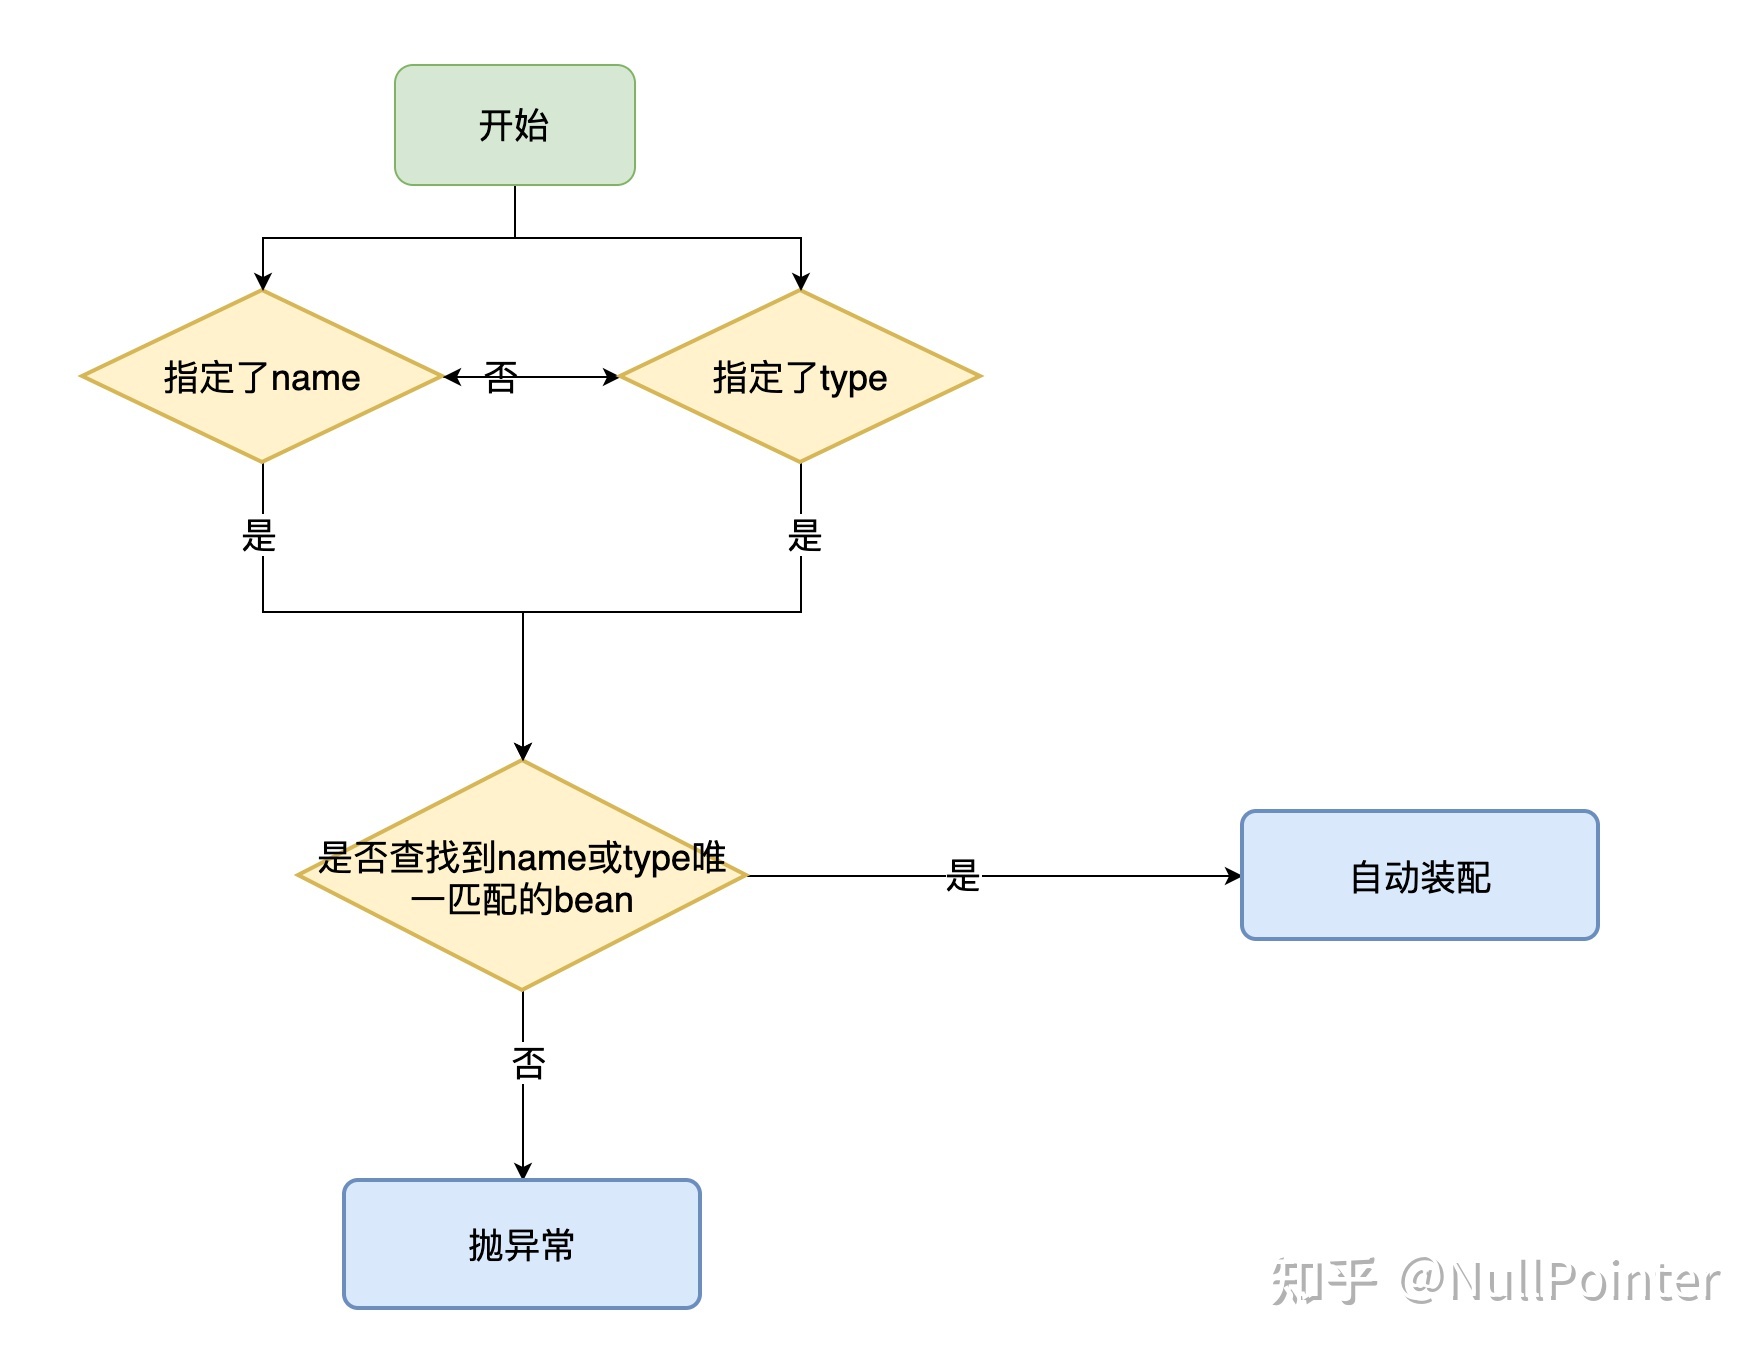 开始
指定了name
否
指定了type
是
是
是否查找到name或type唯
一匹配的bean
是
自动装配
否
抛异常
知乎 @NullPointer